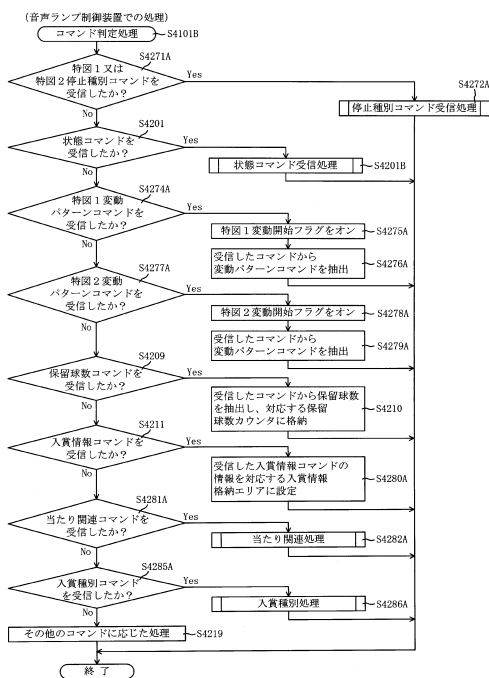 (音声ランプ制御装置での処理)
コマンド判定処理
S4101B
S4271A
特図1又は
特図2停止種別コマンドを
受信したか?
Yes
No
S4272A
停止種別コマンド受信処理
S4201
状態コマンドを
受信したか?
Yes
No
状態コマンド受信処理
S4201B
S4274A
特図1変動
パターンコマンドを
受信したか?
Yes
No
特図1変動開始フラグをオン
S4275A
受信したコマンドから
変動パターンコマンドを抽出
S4276A
S4277A
特図2変動
パターンコマンドを
受信したか?
Yes
No
特図2変動開始フラグをオン
S4278A
受信したコマンドから
変動パターンコマンドを抽出
S4279A
S4209
保留球数コマンドを
受信したか?
Yes
No
受信したコマンドから保留球数
を抽出し、対応する保留
球数カウンタに格納
S4210
S4211
入賞情報コマンドを
受信したか?
Yes
No
受信した入賞情報コマンドの
情報を対応する入賞情報
格納エリアに設定
S4280A
S4281A
当たり関連コマンドを
受信したか?
Yes
No
当たり関連処理
S4282A
S4285A
入賞種別コマンド
を受信したか?
Yes
No
入賞種別処理
S4286A
その他のコマンドに応じた処理
S4219
終了